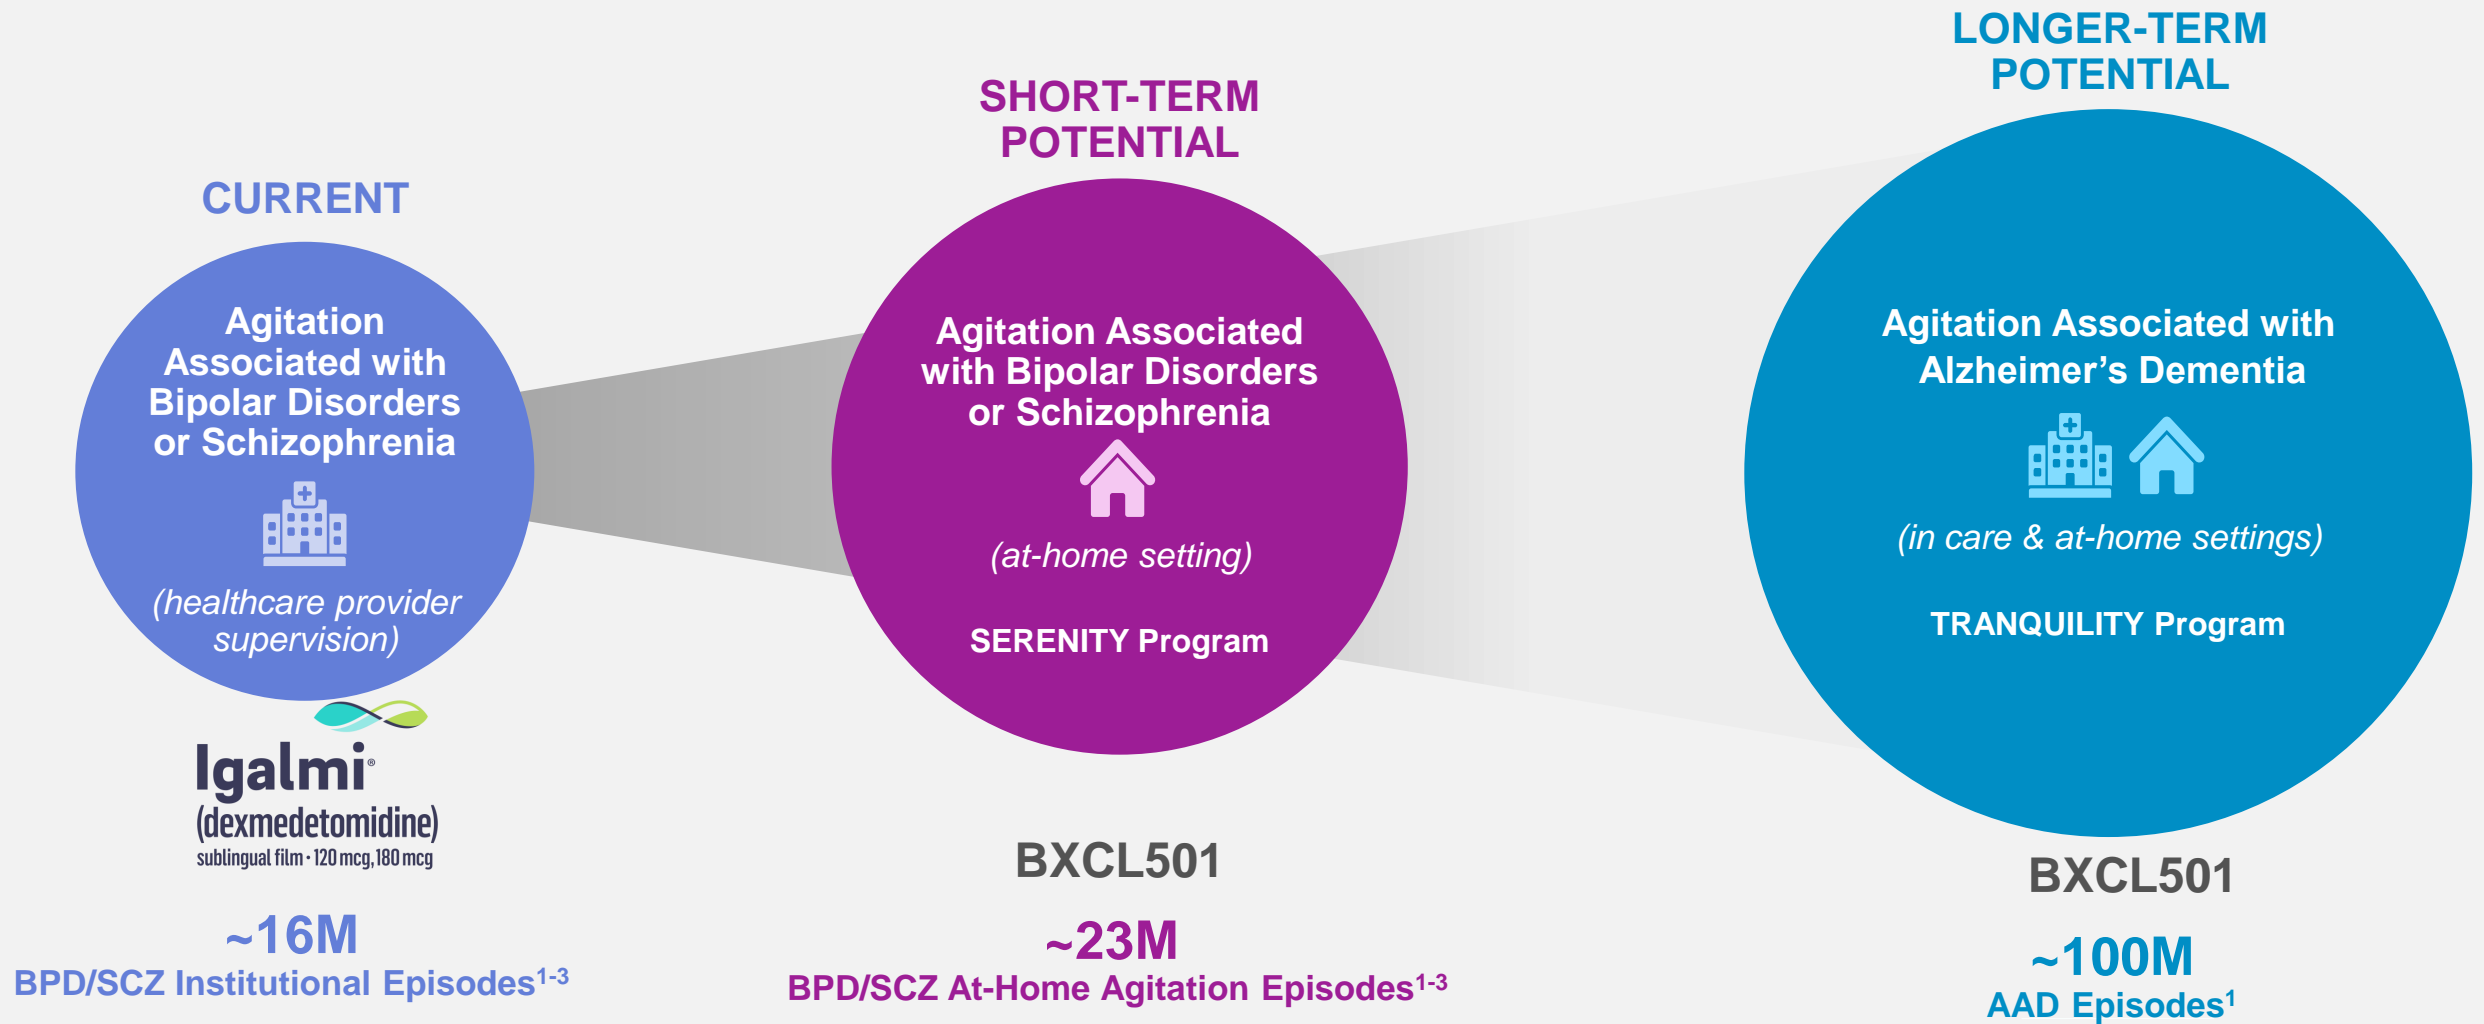 CURRENT
Agitation
Associated with
Bipolar Disorders
or Schizophrenia
(healthcare provider
supervision)
Igalmi®
(dexmedetomidine)
sublingual film · 120 mcg, 180 mcg
~16M
BPD/SCZ Institutional Episodes1-3
SHORT-TERM
POTENTIAL
Agitation Associated
with Bipolar Disorders
or Schizophrenia
(at-home setting)
SERENITY Program
BXCL501
~23M
BPD/SCZ At-Home Agitation Episodes1-3
LONGER-TERM
POTENTIAL
Agitation Associated with
Alzheimer’s Dementia
(in care & at-home settings)
TRANQUILITY Program
BXCL501
~100M
AAD Episodes1